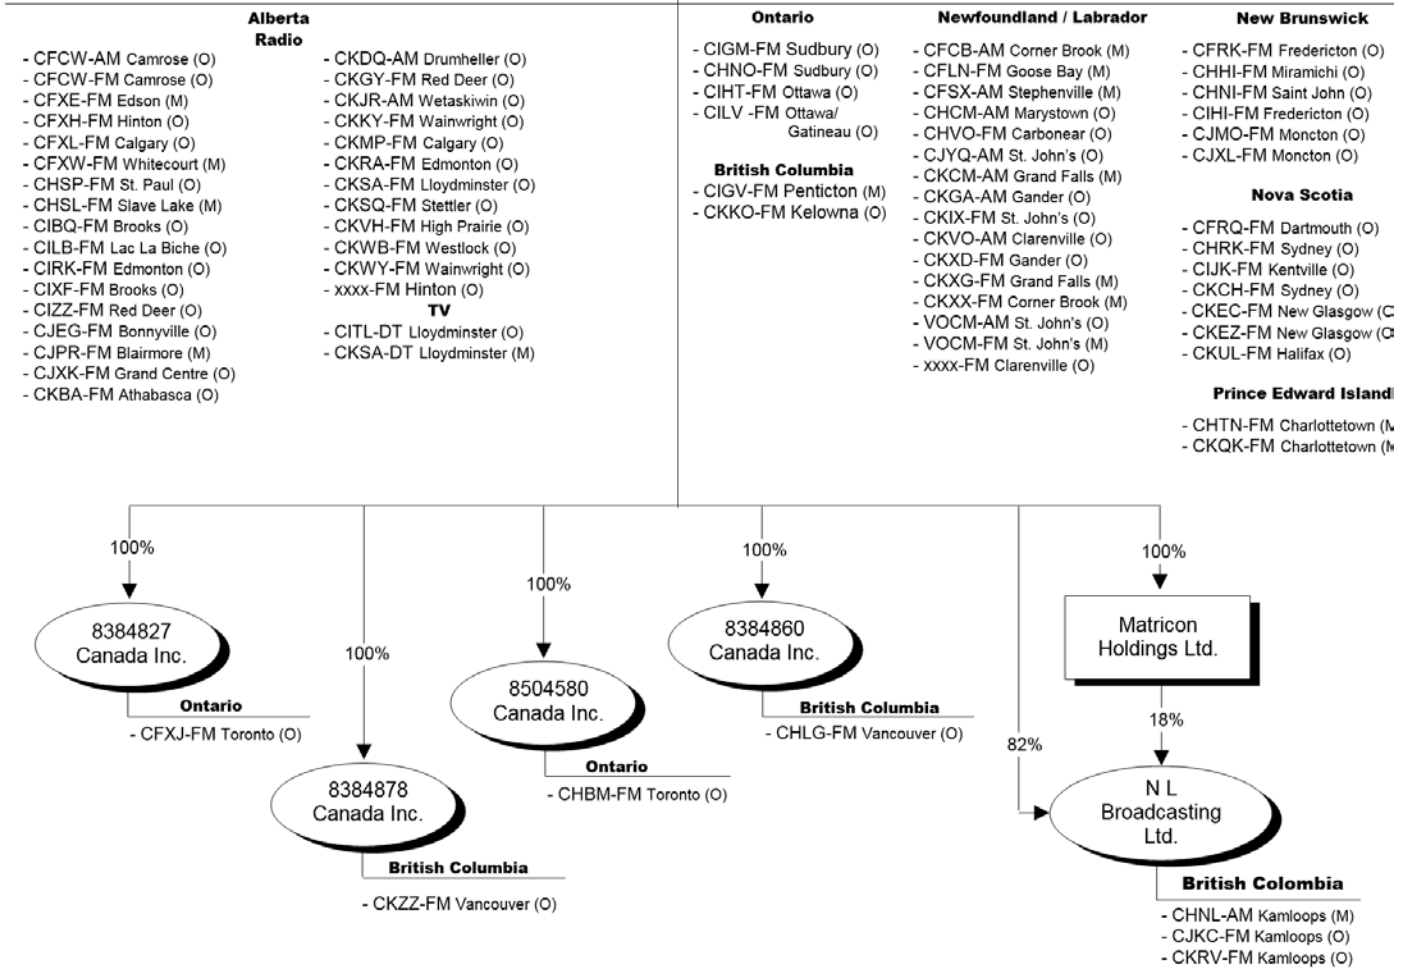 Alberta
Radio
- CFCW-AM Camrose (O)
- CFCW-FM Camrose (O)
- CFXE-FM Edson (M)
- CFXH-FM Hinton (O)
- CFXL-FM Calgary (O)
- CFXW-FM Whitecourt (M)
- CHSP-FM St. Paul (O)
- CHSL-FM Slave Lake (M)
- CIBQ-FM Brooks (O)
- CILB-FM Lac La Biche (O)
- CIRK-FM Edmonton (O)
- CIXF-FM Brooks (O)
- CIZZ-FM Red Deer (O)
- CJEG-FM Bonnyville (O)
- CJPR-FM Blairmore (M)
- CJXK-FM Grand Centre (O)
- CKBA-FM Athabasca (O)
- CKDQ-AM Drumheller (O)
- CKGY-FM Red Deer (O)
- CKJR-AM Wetaskiwin (O)
- CKKY-FM Wainwright (O)
- CKMP-FM Calgary (O)
- CKRA-FM Edmonton (O)
- CKSA-FM Lloydminster (O)
- CKSQ-FM Stettler (O)
- CKVH-FM High Prairie (O)
- CKWB-FM Westlock (O)
- CKWY-FM Wainwright (O)
- xxxx-FM Hinton (O)
TV
- CITL-DT Lloydminster (O)
- CKSA-DT Lloydminster (M)
Ontario
- CIGM-FM Sudbury (O)
- CHNO-FM Sudbury (O)
- CIHT-FM Ottawa (O)
- CILV -FM Ottawa/
Gatineau (O)
British Columbia
- CIGV-FM Penticton (M)
- CKKO-FM Kelowna (O)
Newfoundland / Labrador
- CFCB-AM Corner Brook (M)
- CFLN-FM Goose Bay (M)
- CFSX-AM Stephenville (M)
- CHCM-AM Marystown (O)
- CHVO-FM Carbonear (O)
- CJYQ-AM St. John's (O)
- CKCM-AM Grand Falls (M)
- CKGA-AM Gander (O)
- CKIX-FM St. John's (O)
- CKVO-AM Clarenville (O)
- CKXD-FM Gander (O)
- CKXG-FM Grand Falls (M)
- CKXX-FM Corner Brook (M)
- VOCM-AM St. John's (O)
- VOCM-FM St. John's (M)
- xxxx-FM Clarenville (O)
New Brunswick
- CFRK-FM Fredericton (O)
- CHHI-FM Miramichi (O)
- CHNI-FM Saint John (O)
- CIHI-FM Fredericton (O)
- CJMO-FM Moncton (O)
- CJXL-FM Moncton (O)
Nova Scotia
- CFRQ-FM Dartmouth (O)
- CHRK-FM Sydney (O)
- CIJK-FM Kentville (O)
- CKCH-FM Sydney (O)
- CKEC-FM New Glasgow
- CKEZ-FM New Glasgow
- CKUL-FM Halifax (O)
Prince Edward Island
- CHTN-FM Charlottetown
- CKQK-FM Charlottetown
100%
8384827
Canada Inc.
Ontario
- CFXJ-FM Toronto (O)
100%
8384878
Canada Inc.
British Columbia
- CKZZ-FM Vancouver (O)
100%
8504580
Canada Inc.
Ontario
- CHBM-FM Toronto (O)
100%
8384860
Canada Inc.
British Columbia
- CHLG-FM Vancouver (O)
100%
Matricon
Holdings Ltd.
18%
82%
N L
Broadcasting
Ltd.
British Colombia
- CHNL-AM Kamloops (M)
- CJKC-FM Kamloops (O)
- CKRV-FM Kamloops (O)